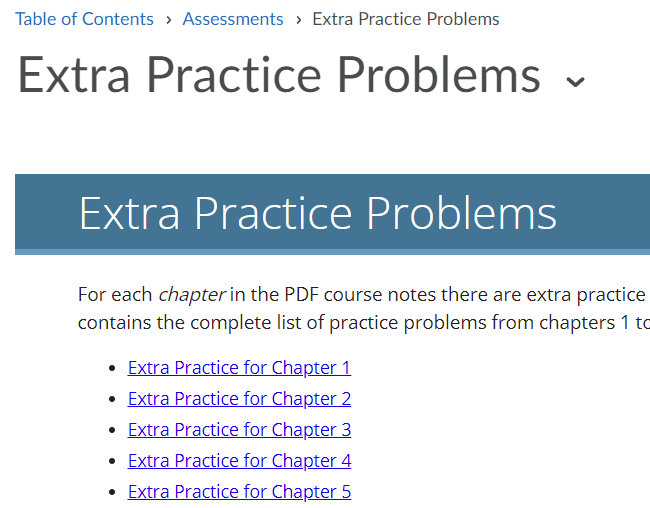 Table of Contents › Assessments › Extra Practice Problems
Extra Practice Problems
Extra Practice Problems
For each chapter in the PDF course notes there are extra practice
contains the complete list of practice problems from chapters 1 to
Extra Practice for Chapter 1
Extra Practice for Chapter 2
Extra Practice for Chapter 3
Extra Practice for Chapter 4
Extra Practice for Chapter 5